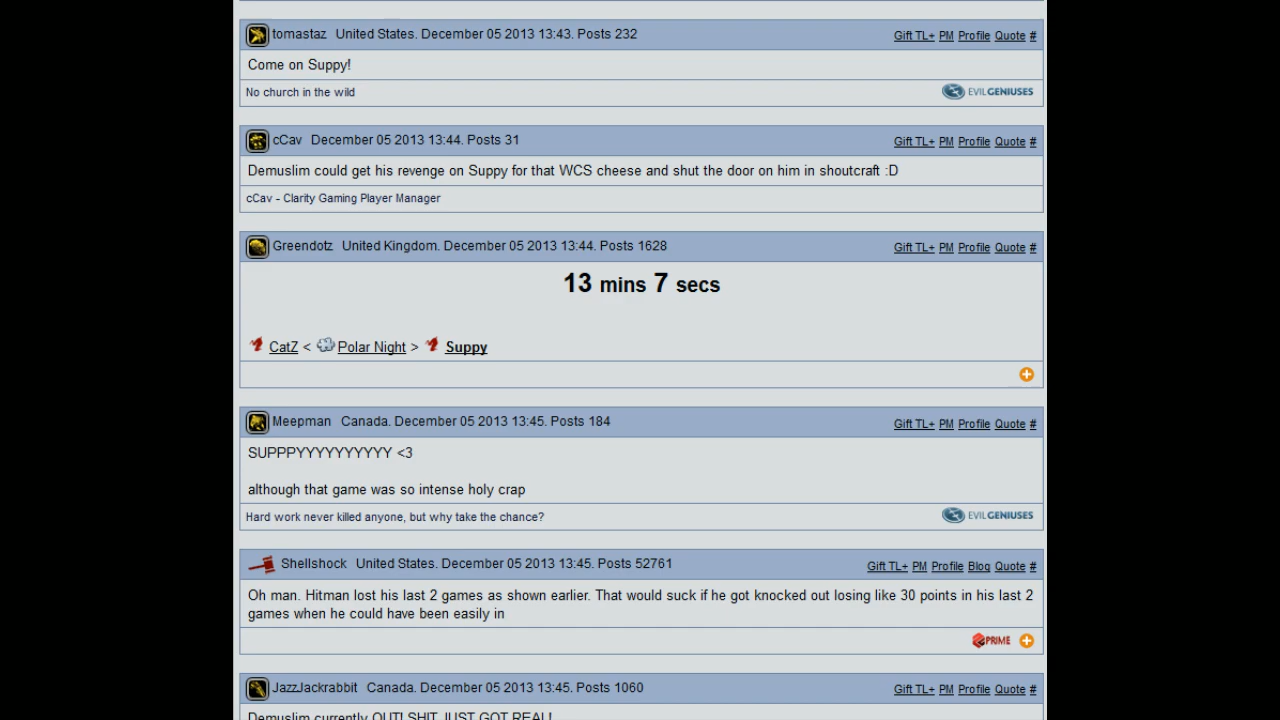 tomastaz United States. December 05 2013 13:43. Posts 232 Gift TL+ PM Profile Quote #
Come on Suppy!
No church in the wild EVILGENIUSES
cCav December 05 2013 13:44. Posts 31 Gift TL+ PM Profile Quote #
Demuslim could get his revenge on Suppy for that WCS cheese and shut the door on him in shoutcraft :D
cCav - Clarity Gaming Player Manager
Greendotz United Kingdom. December 05 2013 13:44. Posts 1628 Gift TL+ PM Profile Quote #
13 mins 7 secs
CatZ < Polar Night > Suppy
Meepman Canada. December 05 2013 13:45. Posts 184 Gift TL+ PM Profile Quote #
SUPPPYYYYYYYYYY <3
although that game was so intense holy crap
Hard work never killed anyone, but why take the chance? EVILGENIUSES
Shellshock United States. December 05 2013 13:45. Posts 52761 Gift TL+ PM Profile Blog Quote #
Oh man. Hitman lost his last 2 games as shown earlier. That would suck if he got knocked out losing like 30 points in his last 2
games when he could have been easily in
PRIME
JazzJackrabbit Canada. December 05 2013 13:45. Posts 1060 Gift TL+ PM Profile Quote #
Demuslim currently OUT! SHIT JUST GOT REAL!